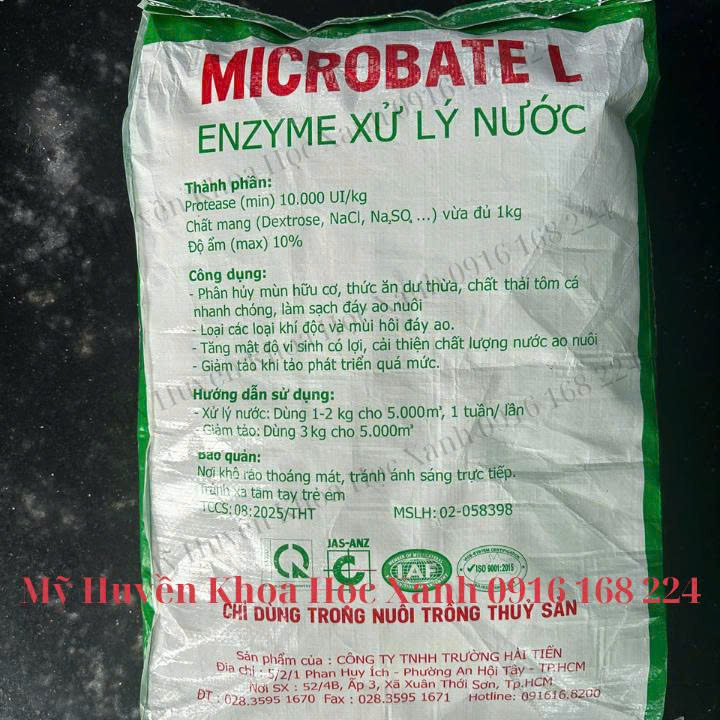 MICROBATE L
ENZYME XỬ LÝ NƯỚC
Thành phần:
Protease (min) 10.000 UI/kg
Chất mang (Dextrose, NaCl, Na₂SO₄ ...) vừa đủ 1kg
Độ ẩm (max) 10%
Công dụng:
- Phân hủy mùn hữu cơ, thức ăn dư thừa, chất thải tôm cá
nhanh chóng, làm sạch đáy ao nuôi
- Loại các loại khí độc và mùi hôi đáy ao.
- Tăng mật độ vi sinh có lợi, cải thiện chất lượng nước ao nuôi
- Giảm tảo khi tảo phát triển quá mức.
Hướng dẫn sử dụng:
- Xử lý nước: Dùng 1-2 kg cho 5.000m³, 1 tuần/ lần
- Giảm tảo: Dùng 3 kg cho 5.000m³
Bảo quản:
Nơi khô ráo thoáng mát, tránh ánh sáng trực tiếp.
Tránh xa tầm tay trẻ em
TCCS:08:2025/THT MSLH: 02-058398
JAS-ANZ
IAF
ISO 9001:2015
Mỹ Huyền Khoa Học Xanh 0916 168 224
CHỈ DÙNG TRONG NUÔI TRỒNG THUỶ SẢN
Sản phẩm của : CÔNG TY TNHH TRƯỜNG HẢI TIẾN
Địa chỉ : 5/2/1 Phan Huy Ích - Phường An Hội Tây - TP.HCM
Nơi SX : 52/4B, Ấp 3, Xã Xuân Thới Sơn, Tp.HCM
ĐT : 028.3595 1670 Fax : 028.3595 1671 Hotline: 091616.8200